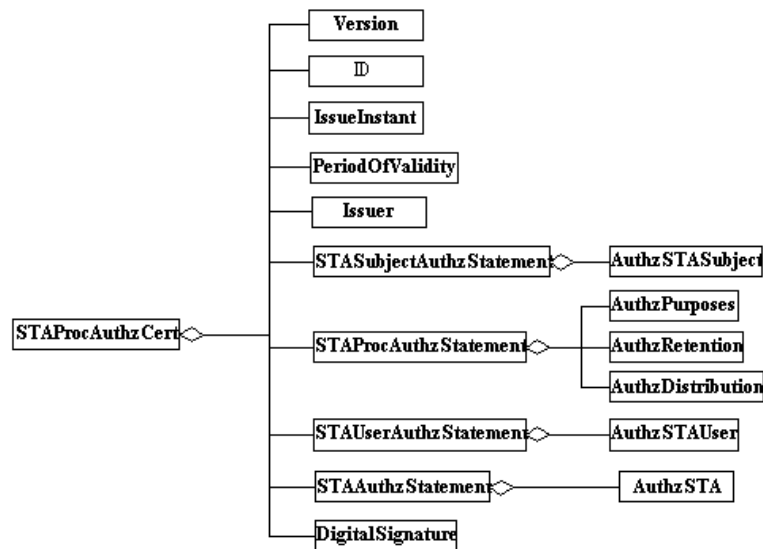 Version
ID
IssueInstant
PeriodOfValidity
Issuer
STASubjectAuthzStatement
AuthzSTASubject
STAProcAuthzCert
STAProcAuthzStatement
AuthzPurposes
AuthzRetention
AuthzDistribution
STAUserAuthzStatement
AuthzSTAUser
STAAuthzStatement
AuthzSTA
DigitalSignature